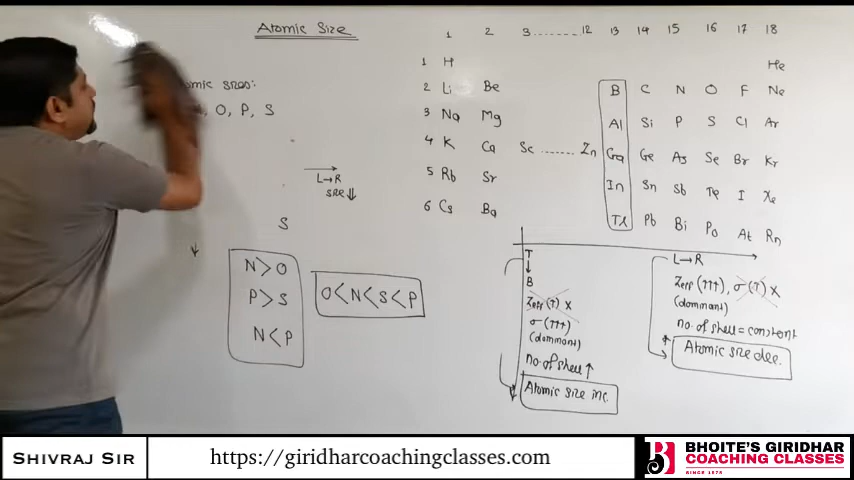 Atomic Size
sizes:
O, P, S
L→R
size ↓↓
S
↓
N > O
P > S
N < P
O < N < S < P
1 2 3 ........ 12 13 14 15 16 17 18
1 H He
2 Li Be B C N O F Ne
3 Na Mg Al Si P S Cl Ar
4 K Ca Sc ........ Zn Ga Ge As Se Br Kr
5 Rb Sr In Sn Sb Te I Xe
6 Cs Ba Tl Pb Bi Po At Rn
T
↓
B
Zeff (↑) X
σ (↑↑↑)
(dominant)
no. of shell ↑
Atomic size inc.
L→R
Zeff (↑↑↑), σ(↑) X
(dominant)
no. of shell = constant
Atomic size dec.
SHIVRAJ SIR
https://giridharcoachingclasses.com
BHOITE'S GIRIDHAR
COACHING CLASSES